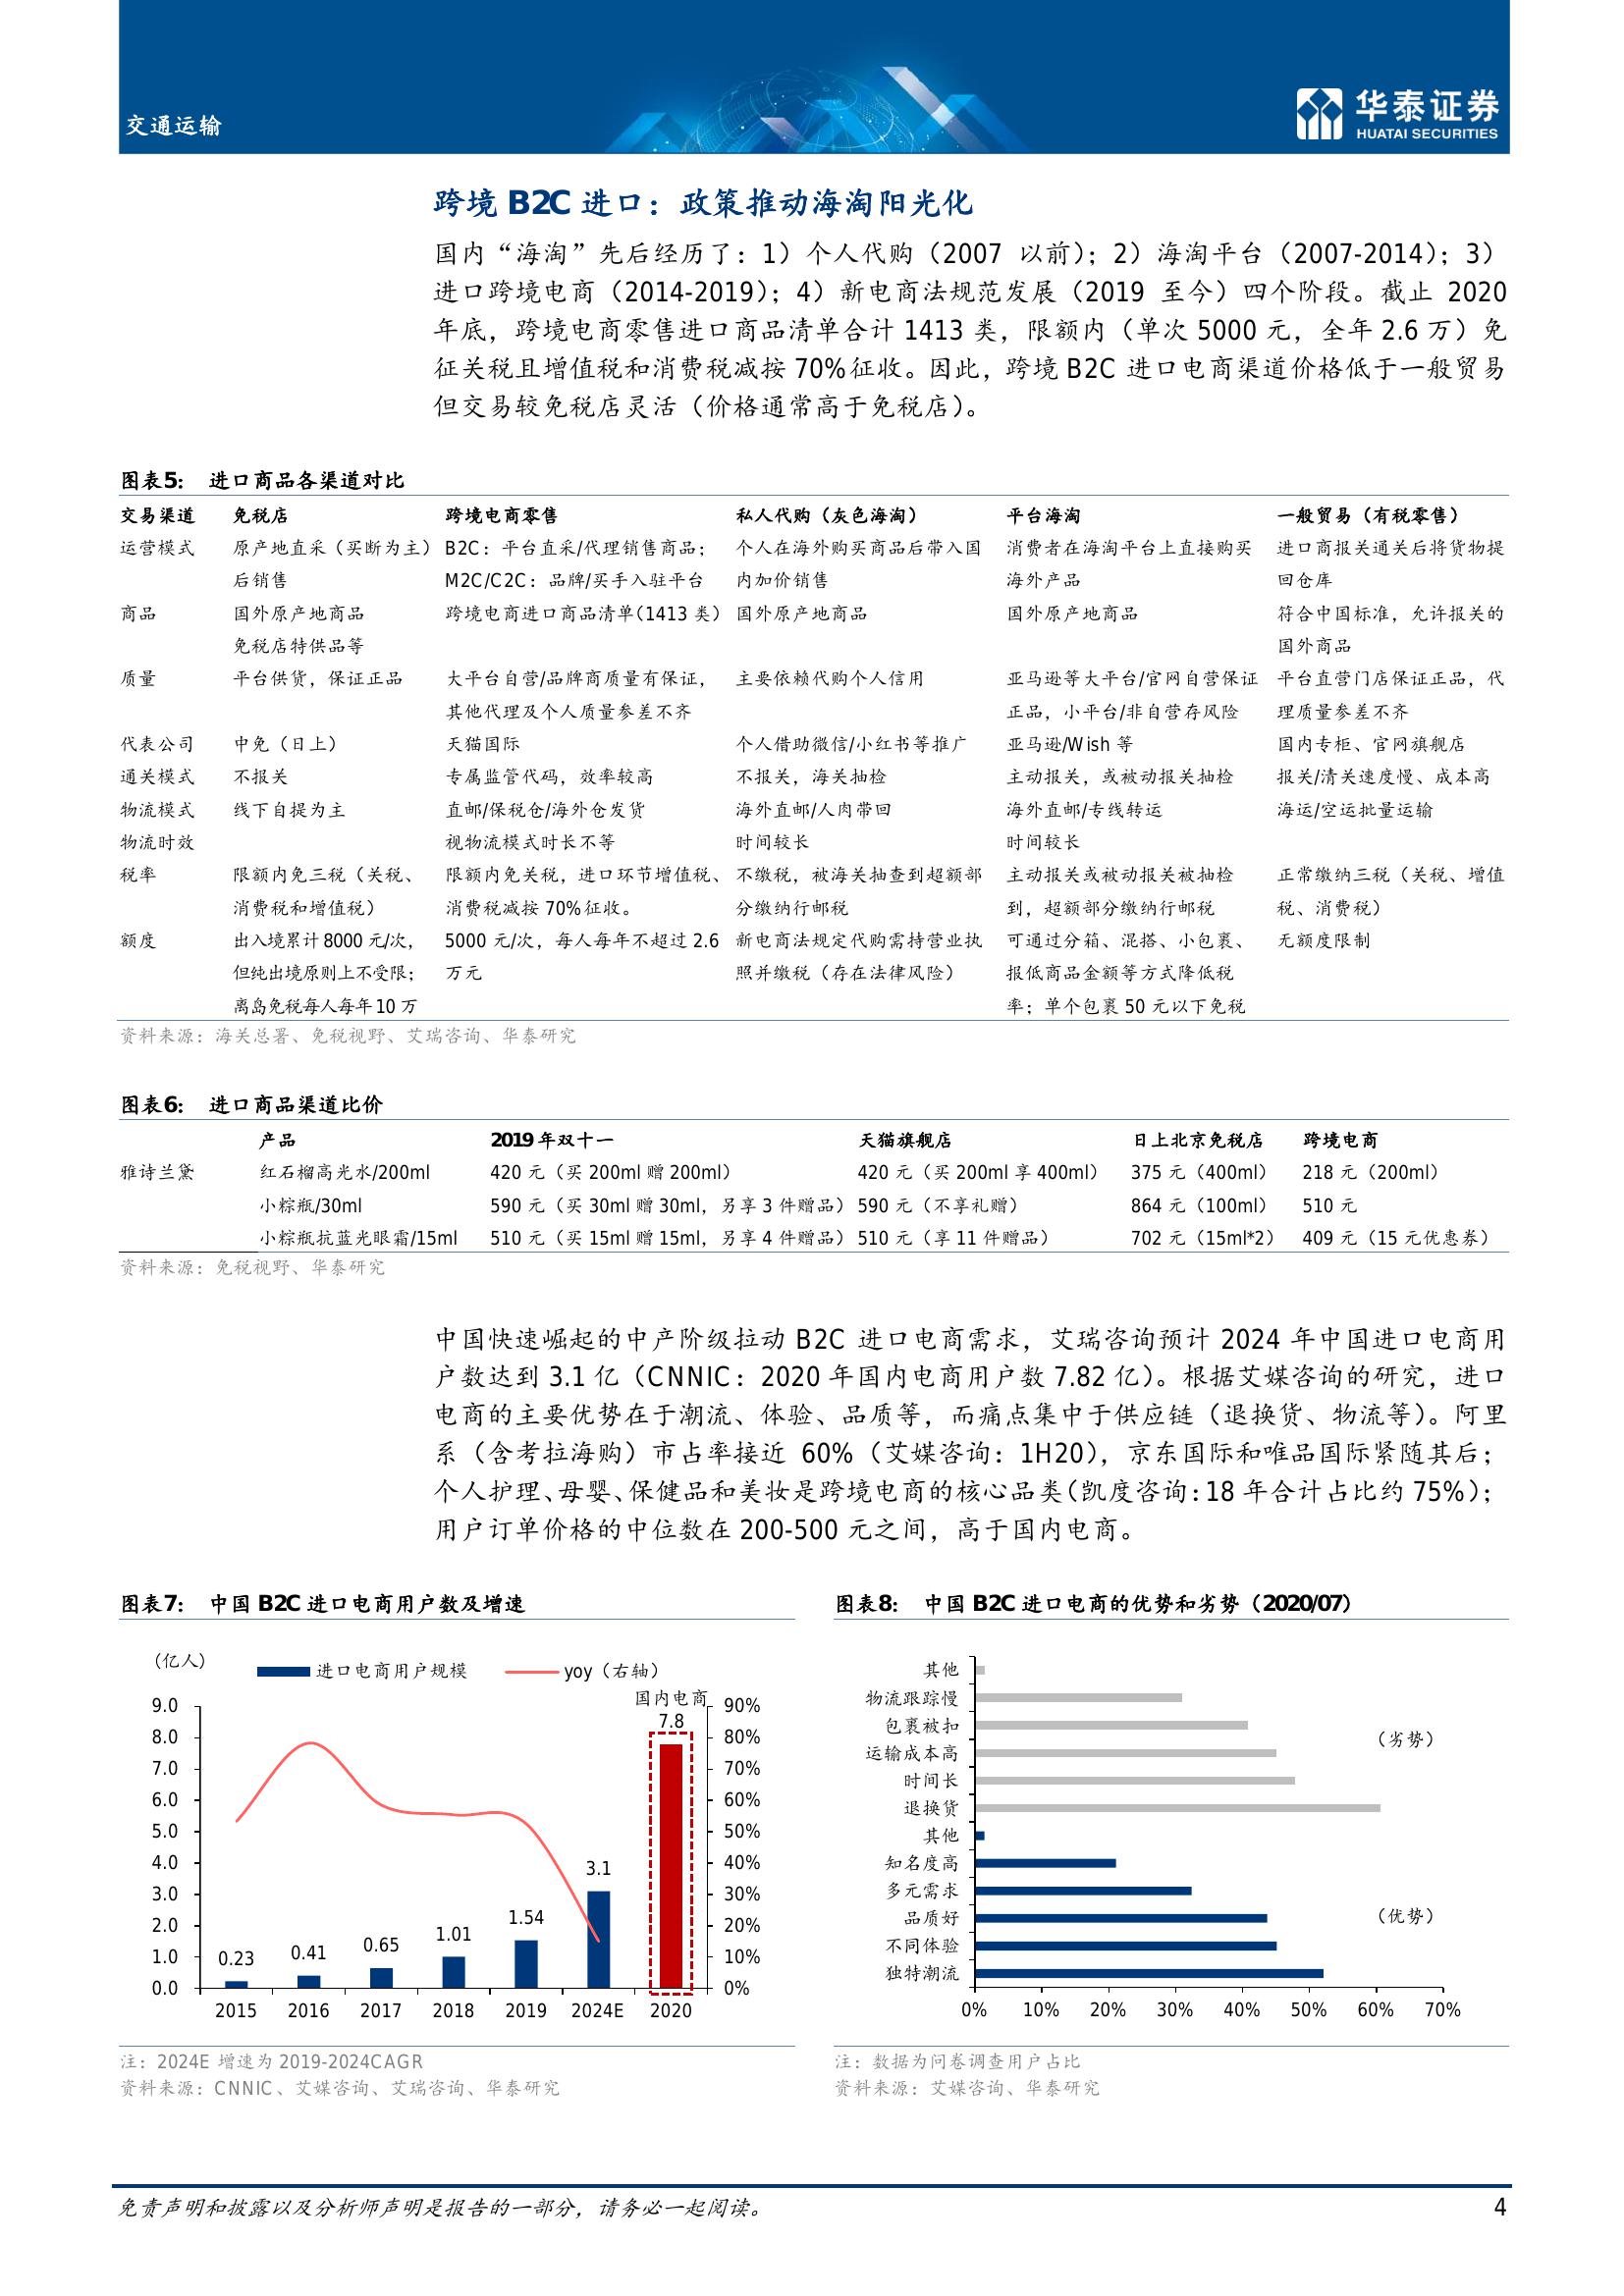 交通运输
华泰证券
HUATAI SECURITIES
跨境 B2C 进口：政策推动海淘阳光化
国内“海淘”先后经历了：1）个人代购（2007 以前）；2）海淘平台（2007-2014）；3）
进口跨境电商（2014-2019）；4）新电商法规范发展（2019 至今）四个阶段。截止 2020
年底，跨境电商零售进口商品清单合计 1413 类，限额内（单次 5000 元，全年 2.6 万）免
征关税且增值税和消费税减按 70%征收。因此，跨境 B2C 进口电商渠道价格低于一般贸易
但交易较免税店灵活（价格通常高于免税店）。
图表5： 进口商品各渠道对比
交易渠道 免税店 跨境电商零售 私人代购（灰色海淘） 平台海淘 一般贸易（有税零售）
运营模式 原产地直采（买断为主） B2C：平台直采/代理销售商品； 个人在海外购买商品后带入国 消费者在海淘平台上直接购买 进口商报关通关后将货物提
后销售 M2C/C2C：品牌/买手入驻平台 内加价销售 海外产品 回仓库
商品 国外原产地商品 跨境电商进口商品清单（1413 类） 国外原产地商品 国外原产地商品 符合中国标准，允许报关的
免税店特供品等 国外商品
质量 平台供货，保证正品 大平台自营/品牌商质量有保证， 主要依赖代购个人信用 亚马逊等大平台/官网自营保证 平台直营门店保证正品，代
其他代理及个人质量参差不齐 正品，小平台/非自营存风险 理质量参差不齐
代表公司 中免（日上） 天猫国际 个人借助微信/小红书等推广 亚马逊/Wish 等 国内专柜、官网旗舰店
通关模式 不报关 专属监管代码，效率较高 不报关，海关抽检 主动报关，或被动报关抽检 报关/清关速度慢、成本高
物流模式 线下自提为主 直邮/保税仓/海外仓发货 海外直邮/人肉带回 海外直邮/专线转运 海运/空运批量运输
物流时效 视物流模式时长不等 时间较长 时间较长
税率 限额内免三税（关税、 限额内免关税，进口环节增值税、 不缴税，被海关抽查到超额部 主动报关或被动报关被抽检 正常缴纳三税（关税、增值
消费税和增值税） 消费税减按 70%征收。 分缴纳行邮税 到，超额部分缴纳行邮税 税、消费税）
额度 出入境累计 8000 元/次， 5000 元/次，每人每年不超过 2.6 新电商法规定代购需持营业执 可通过分箱、混搭、小包裹、 无额度限制
但纯出境原则上不受限； 万元 照并缴税（存在法律风险） 报低商品金额等方式降低税
离岛免税每人每年 10 万 率；单个包裹 50 元以下免税
资料来源：海关总署、免税视野、艾瑞咨询、华泰研究
图表6： 进口商品渠道比价
产品 2019 年双十一 天猫旗舰店 日上北京免税店 跨境电商
雅诗兰黛 红石榴高光水/200ml 420 元（买 200ml 赠 200ml） 420 元（买 200ml 享 400ml） 375 元（400ml） 218 元（200ml）
小粽瓶/30ml 590 元（买 30ml 赠 30ml，另享 3 件赠品） 590 元（不享礼赠） 864 元（100ml） 510 元
小粽瓶抗蓝光眼霜/15ml 510 元（买 15ml 赠 15ml，另享 4 件赠品） 510 元（享 11 件赠品） 702 元（15ml*2） 409 元（15 元优惠券）
资料来源：免税视野、华泰研究
中国快速崛起的中产阶级拉动 B2C 进口电商需求，艾瑞咨询预计 2024 年中国进口电商用
户数达到 3.1 亿（CNNIC：2020 年国内电商用户数 7.82 亿）。根据艾媒咨询的研究，进口
电商的主要优势在于潮流、体验、品质等，而痛点集中于供应链（退换货、物流等）。阿里
系（含考拉海购）市占率接近 60%（艾媒咨询：1H20），京东国际和唯品国际紧随其后；
个人护理、母婴、保健品和美妆是跨境电商的核心品类（凯度咨询：18 年合计占比约 75%）；
用户订单价格的中位数在 200-500 元之间，高于国内电商。
图表7： 中国 B2C 进口电商用户数及增速
（亿人）
进口电商用户规模 yoy（右轴）
国内电商
9.0 90%
8.0 7.8 80%
7.0 70%
6.0 60%
5.0 50%
4.0 3.1 40%
3.0 30%
2.0 0.23 0.41 0.65 1.01 1.54 20%
1.0 10%
0.0 0%
2015 2016 2017 2018 2019 2024E 2020
注：2024E 增速为 2019-2024CAGR
资料来源：CNNIC、艾媒咨询、艾瑞咨询、华泰研究
图表8： 中国 B2C 进口电商的优势和劣势（2020/07）
其他
物流跟踪慢
包裹被扣
（劣势）
运输成本高
时间长
退换货
其他
知名度高
多元需求
品质好
（优势）
不同体验
独特潮流
0% 10% 20% 30% 40% 50% 60% 70%
注：数据为问卷调查用户占比
资料来源：艾媒咨询、华泰研究
免责声明和披露以及分析师声明是报告的一部分，请务必一起阅读。 4